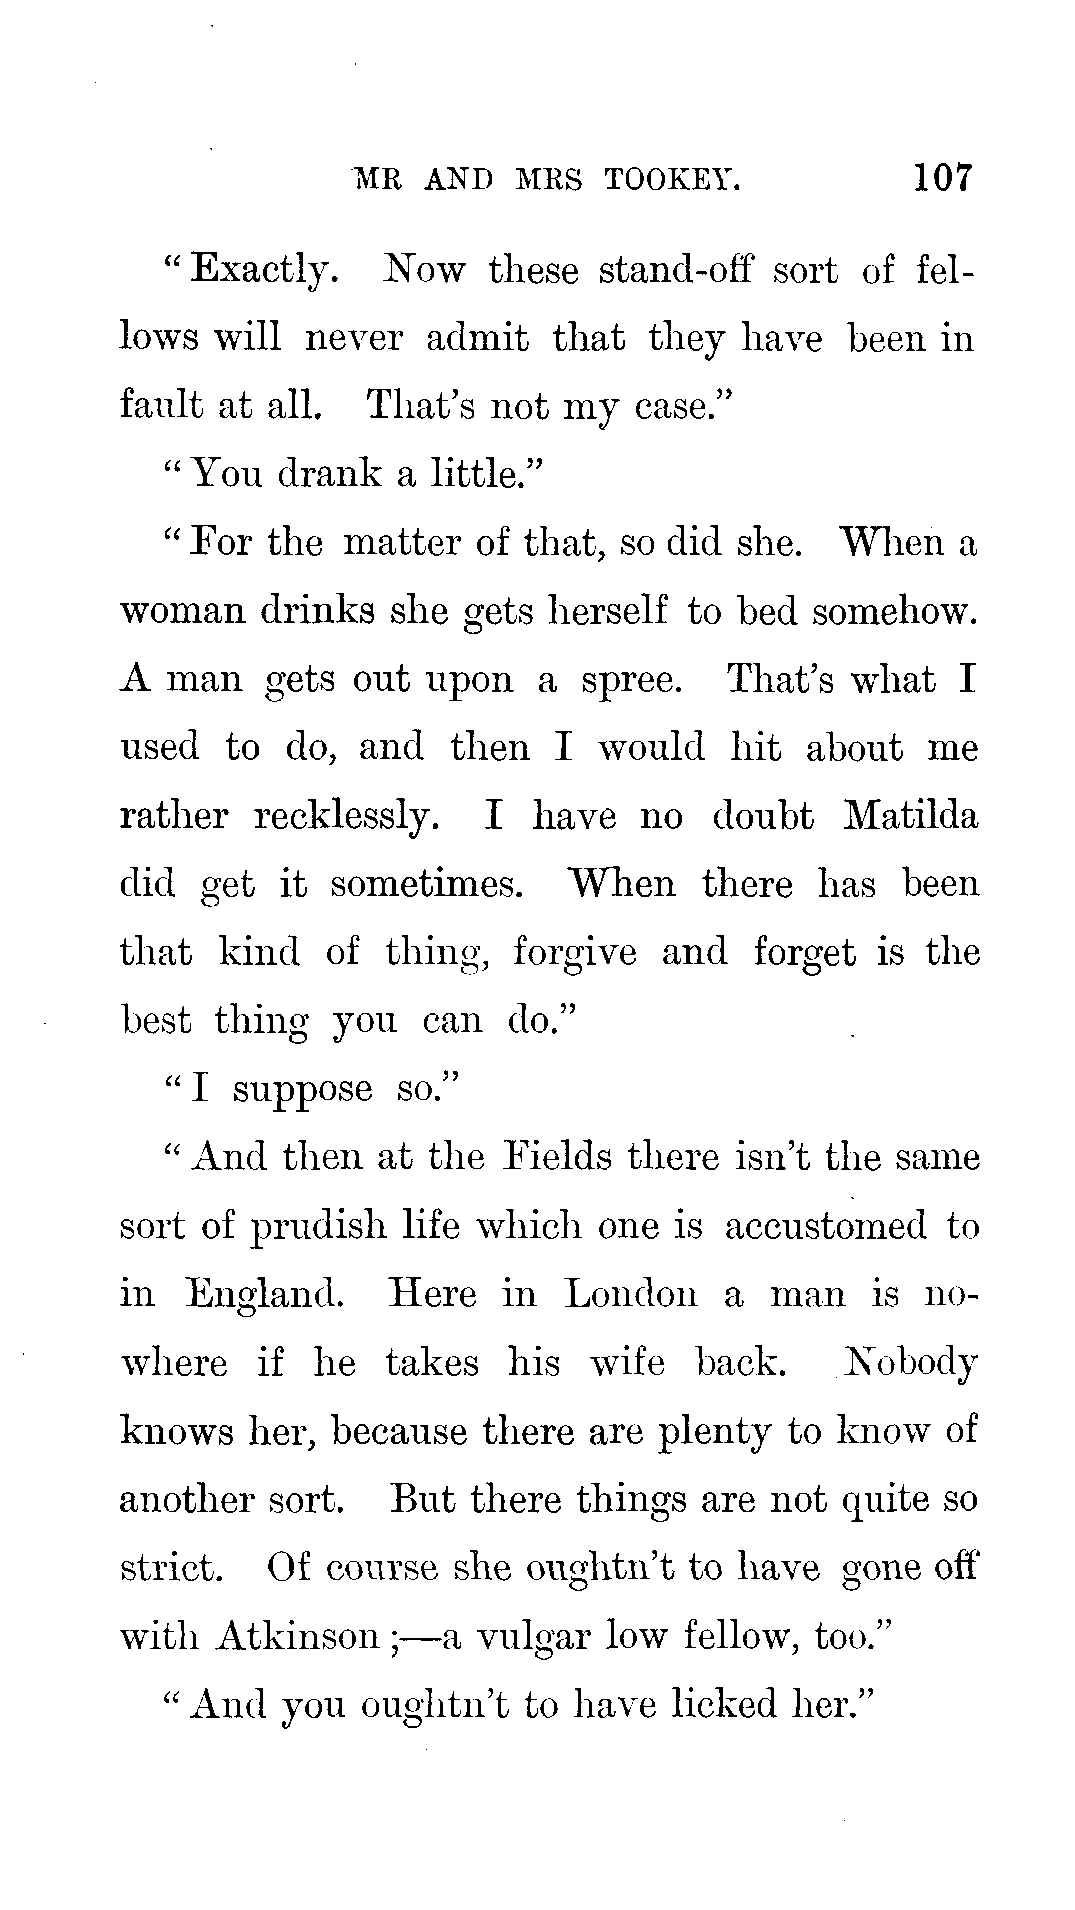 MR AND MRS TOOKEY. 107
“Exactly. Now these stand-off sort of fel-
lows will never admit that they have been in
fault at all. That’s not my case.”
“You drank a little.”
“For the matter of that, so did she. When a
woman drinks she gets herself to bed somehow.
A man gets out upon a spree. That’s what I
used to do, and then I would hit about me
rather recklessly. I have no doubt Matilda
did get it sometimes. When there has been
that kind of thing, forgive and forget is the
best thing you can do.”
“I suppose so.”
“And then at the Fields there isn’t the same
sort of prudish life which one is accustomed to
in England. Here in London a man is no-
where if he takes his wife back. Nobody
knows her, because there are plenty to know of
another sort. But there things are not quite so
strict. Of course she oughtn’t to have gone off
with Atkinson;—a vulgar low fellow, too.”
“And you oughtn’t to have licked her.”